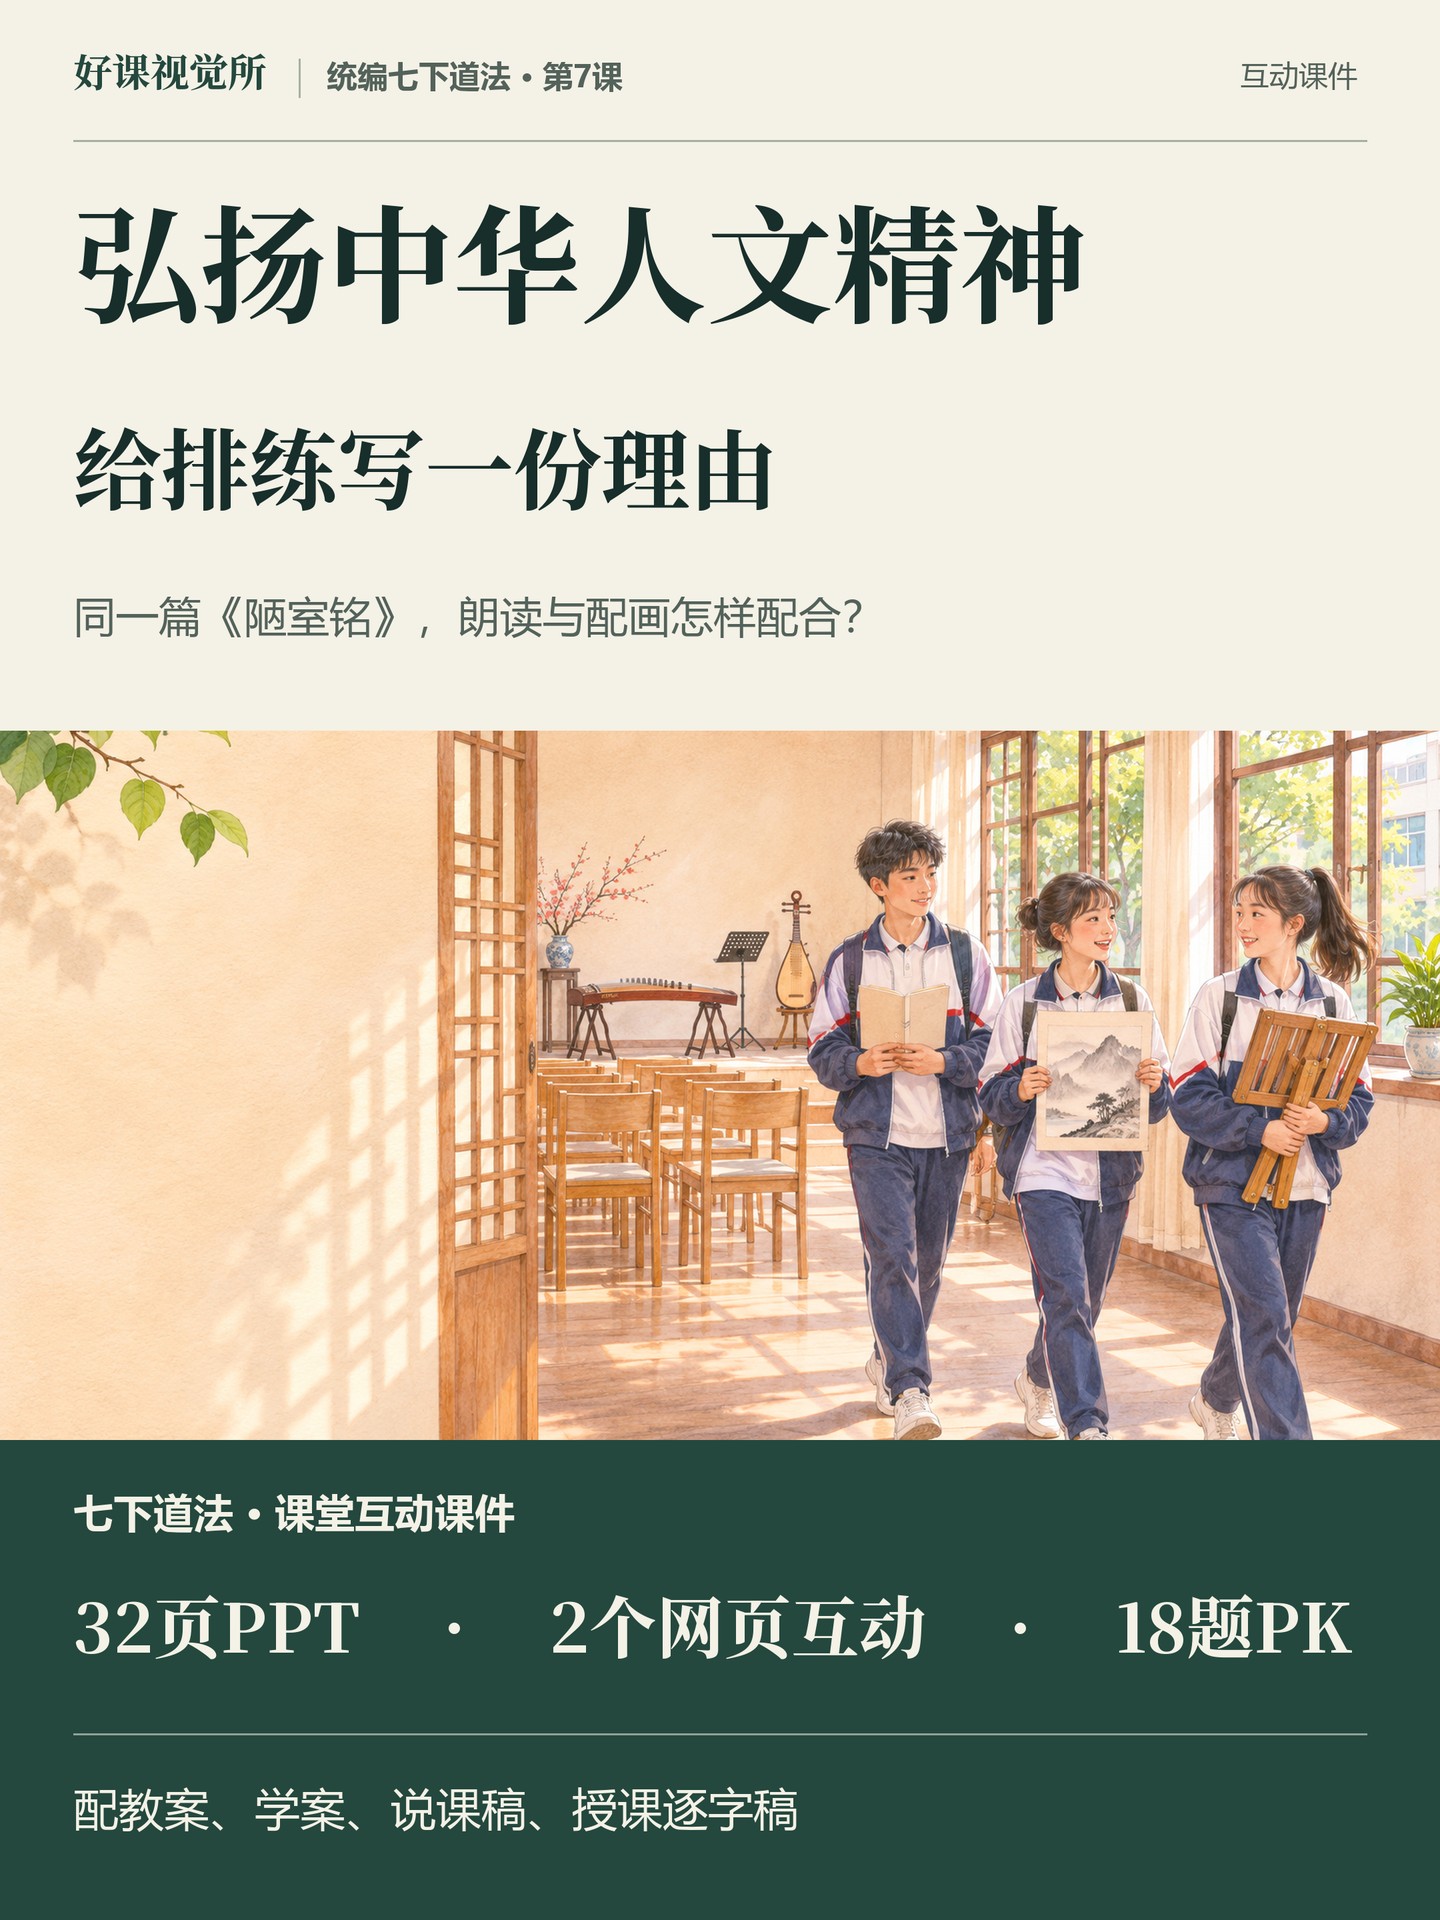 好课视觉所 | 统编七下道法·第7课 互动课件
弘扬中华人文精神
给排练写一份理由
同一篇《陋室铭》，朗读与配画怎样配合？
七下道法·课堂互动课件
32页PPT · 2个网页互动 · 18题PK
配教案、学案、说课稿、授课逐字稿